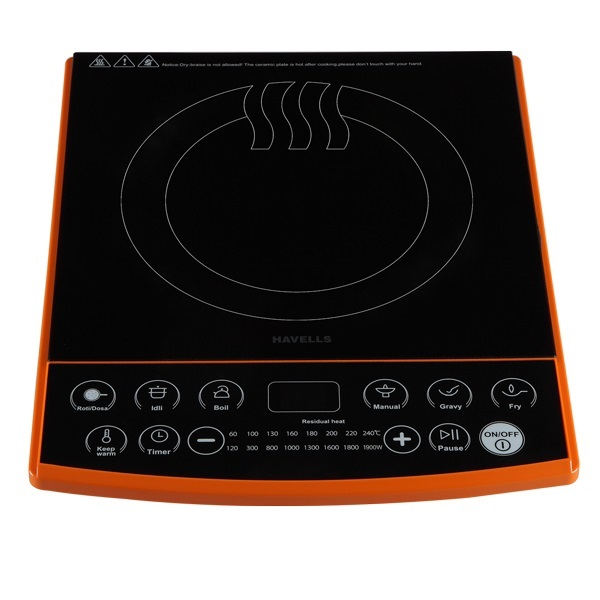 Notice:Dry-braise is not allowed! The ceramic plate is hot after cooking,please don't touch with your hand.
HAVELLS
Roti/Dosa
Idli
Boil
Manual
Gravy
Fry
Residual heat
Keep warm
Timer
60 100 130 160 180 200 220 240℃
120 300 800 1000 1300 1600 1800 1900W
Pause
ON/OFF